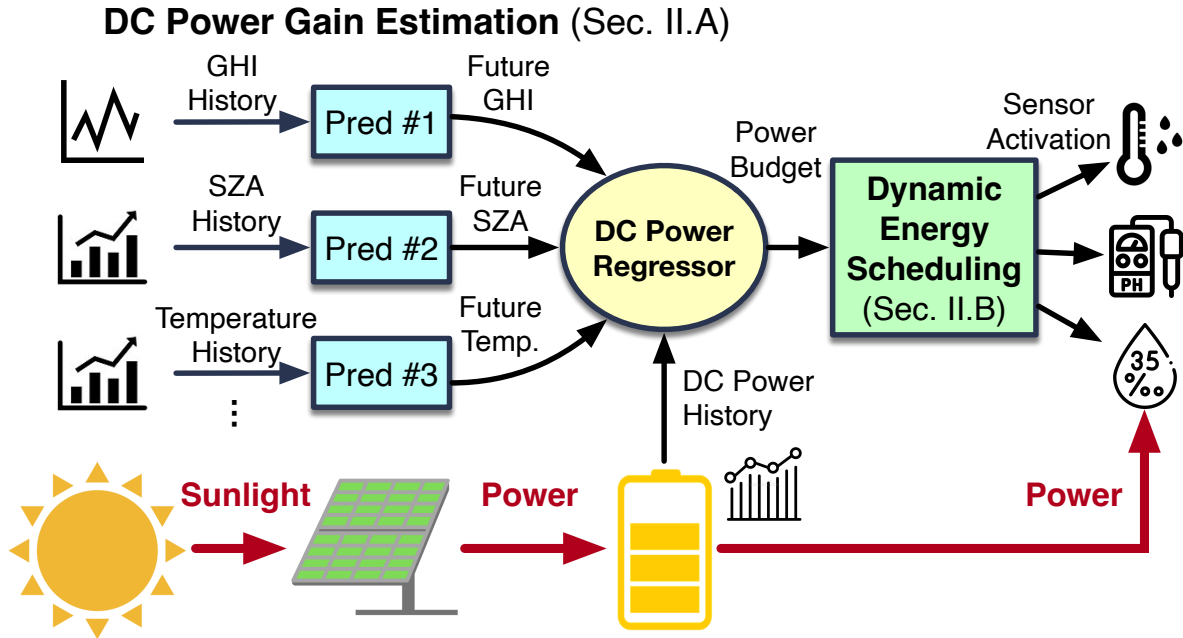 DC Power Gain Estimation (Sec. II.A)
GHI
History
Pred #1
Future
GHI
SZA
History
Pred #2
Future
SZA
Temperature
History
Pred #3
Future
Temp.
⋮
DC Power
Regressor
DC Power
History
Power
Budget
Dynamic
Energy
Scheduling
(Sec. II.B)
Sensor
Activation
PH
35
%00
Sunlight
Power
Power